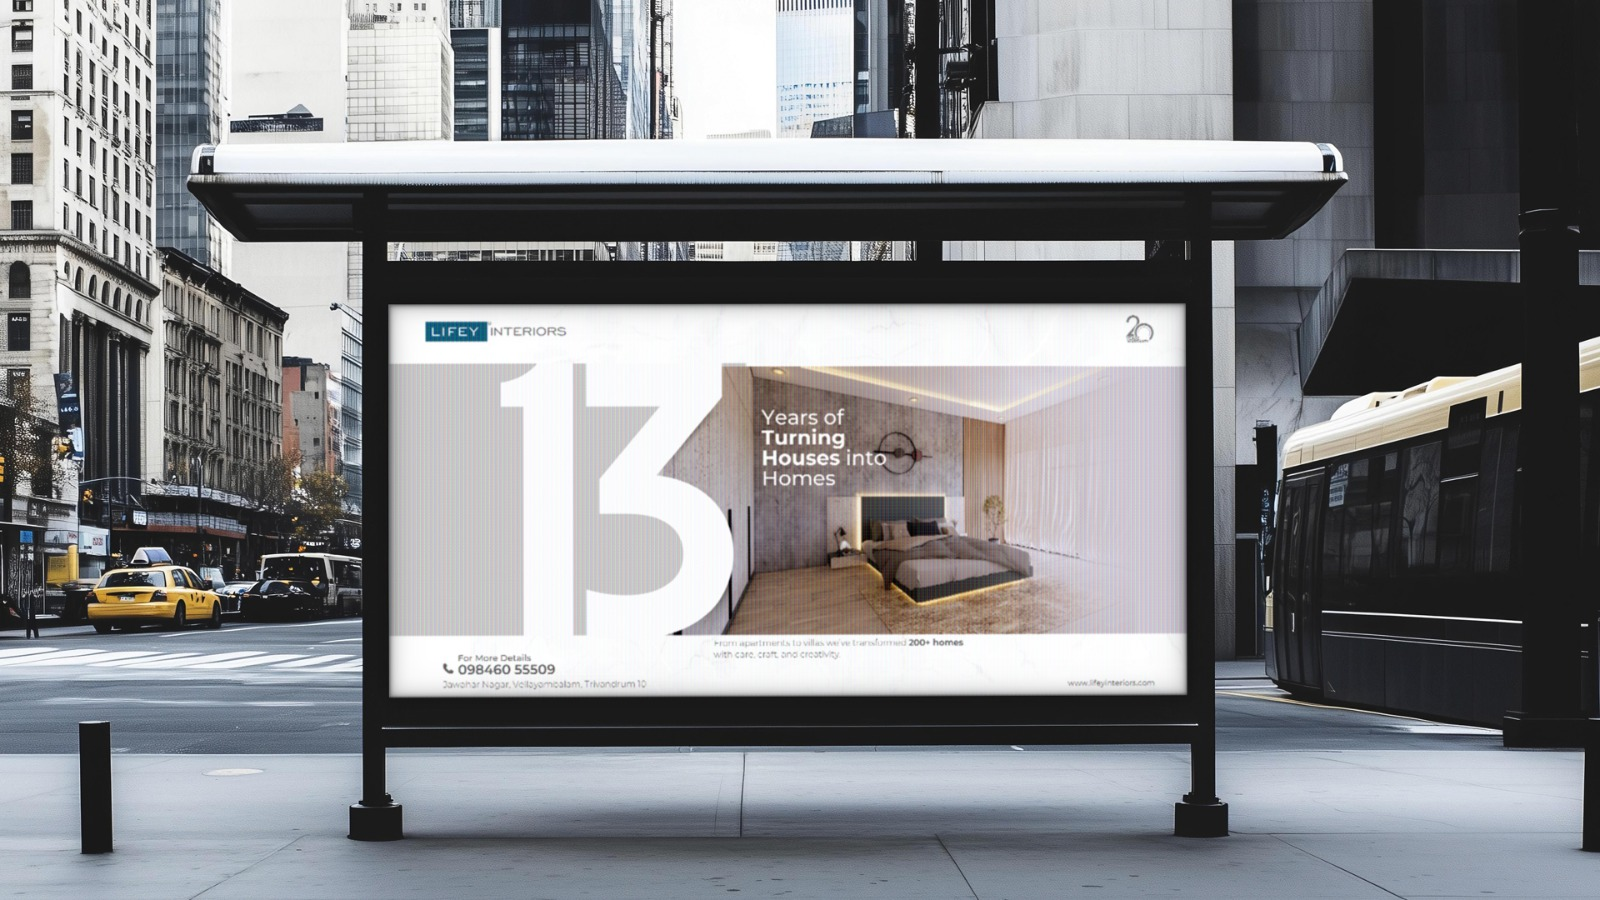 LIFEY INTERIORS
20
13
Years of
Turning
Houses into
Homes
From apartments to villas we've transformed 200+ homes
with care, craft, and creativity.
For More Details
098460 55509
Jawahar Nagar, Vellayambalam, Trivandrum 10
www.lifeyinteriors.com